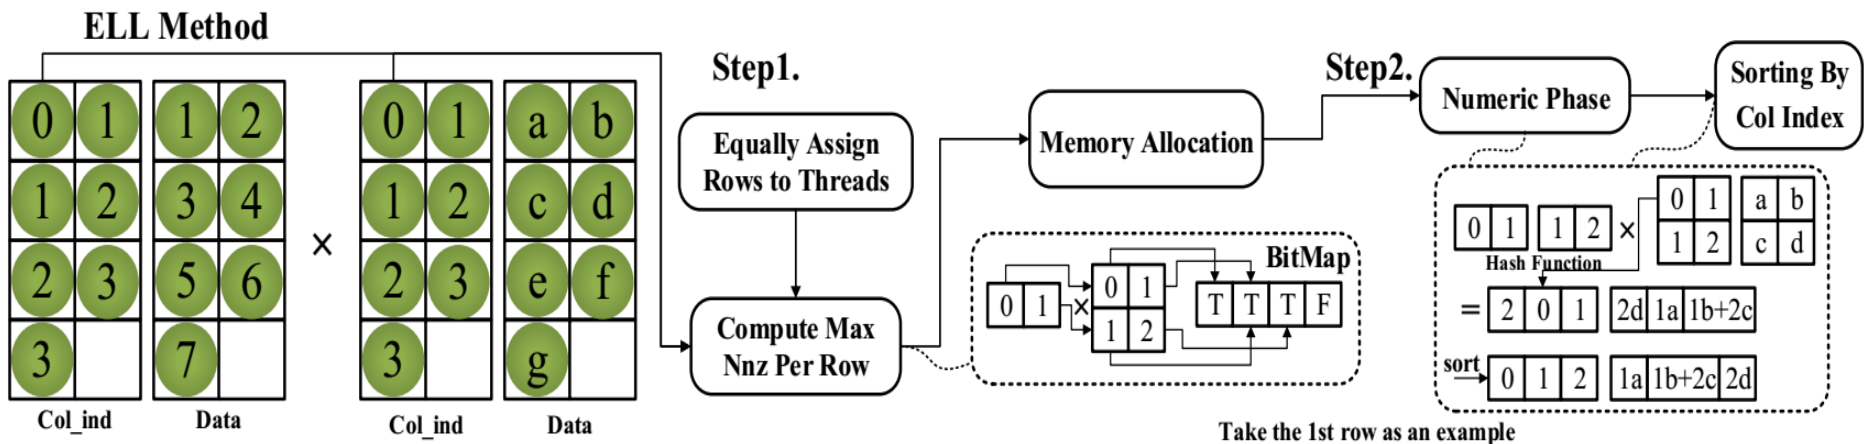 ELL Method
0 1 1 2
1 2 3 4
2 3 5 6
3 7
Col_ind Data
×
0 1 a b
1 2 c d
2 3 e f
3 g
Col_ind Data
Step1.
Equally Assign
Rows to Threads
Compute Max
Nnz Per Row
Memory Allocation
BitMap
0 1 × 0 1
1 2
T T T F
Step2.
Numeric Phase
Sorting By
Col Index
0 1 1 2 × 0 1 a b
1 2 c d
Hash Function
= 2 0 1 2d 1a 1b+2c
sort 0 1 2 1a 1b+2c 2d
Take the 1st row as an example